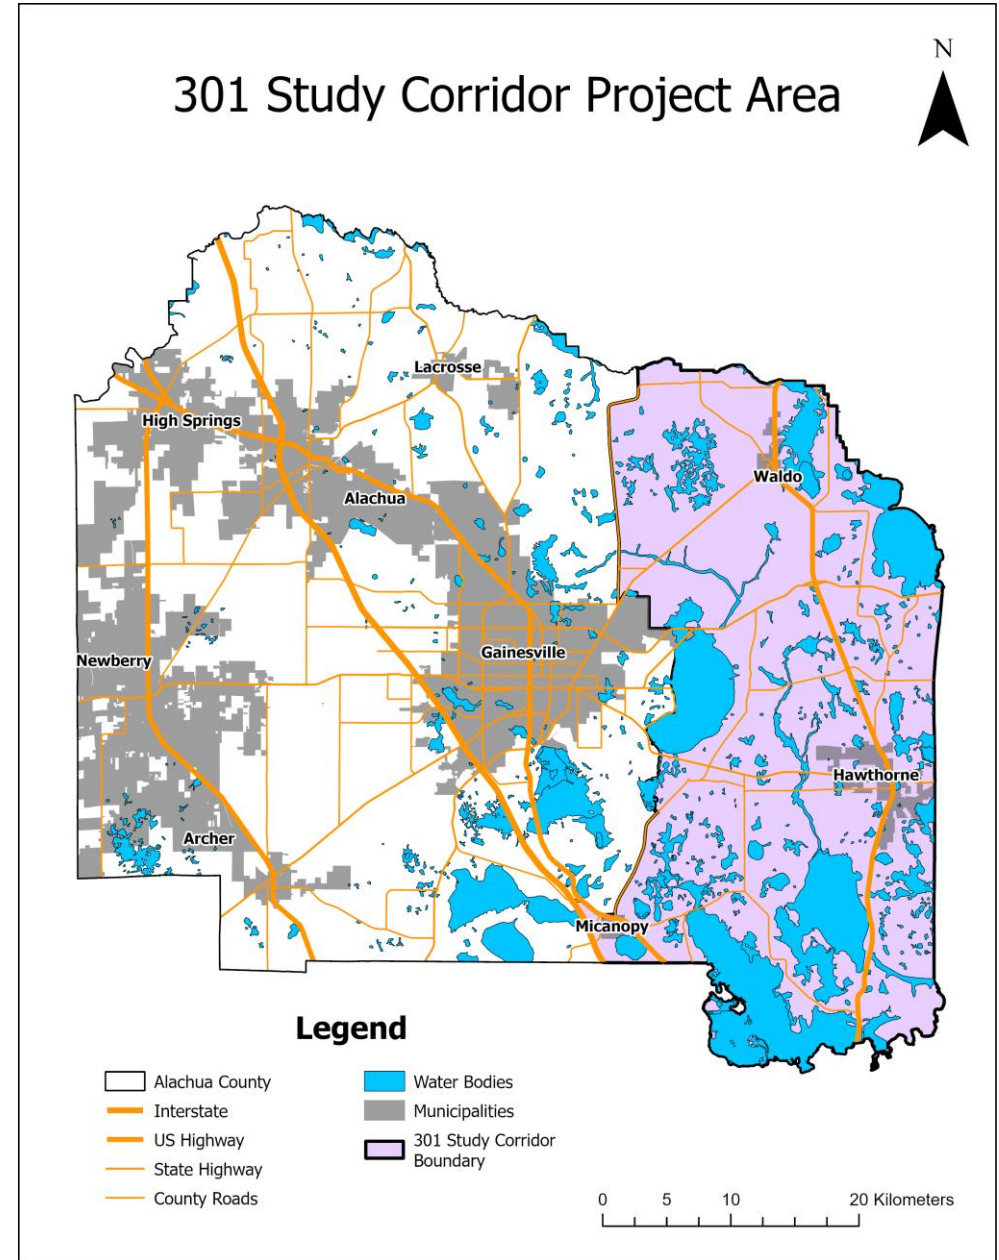 N
301 Study Corridor Project Area
Lacrosse
High Springs
Waldo
Alachua
Gainesville
Newberry
Hawthorne
Archer
Micanopy
Legend
Alachua County
Interstate
US Highway
State Highway
County Roads
Water Bodies
Municipalities
301 Study Corridor
Boundary
0 5 10 20 Kilometers